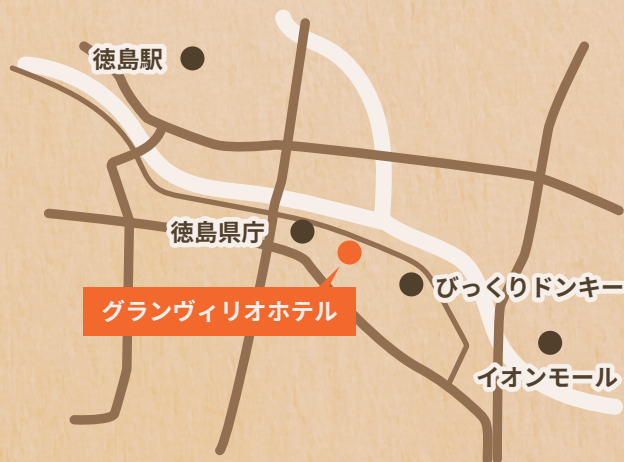 徳島駅
徳島県庁
びっくりドンキー
グランヴィリオホテル
イオンモール